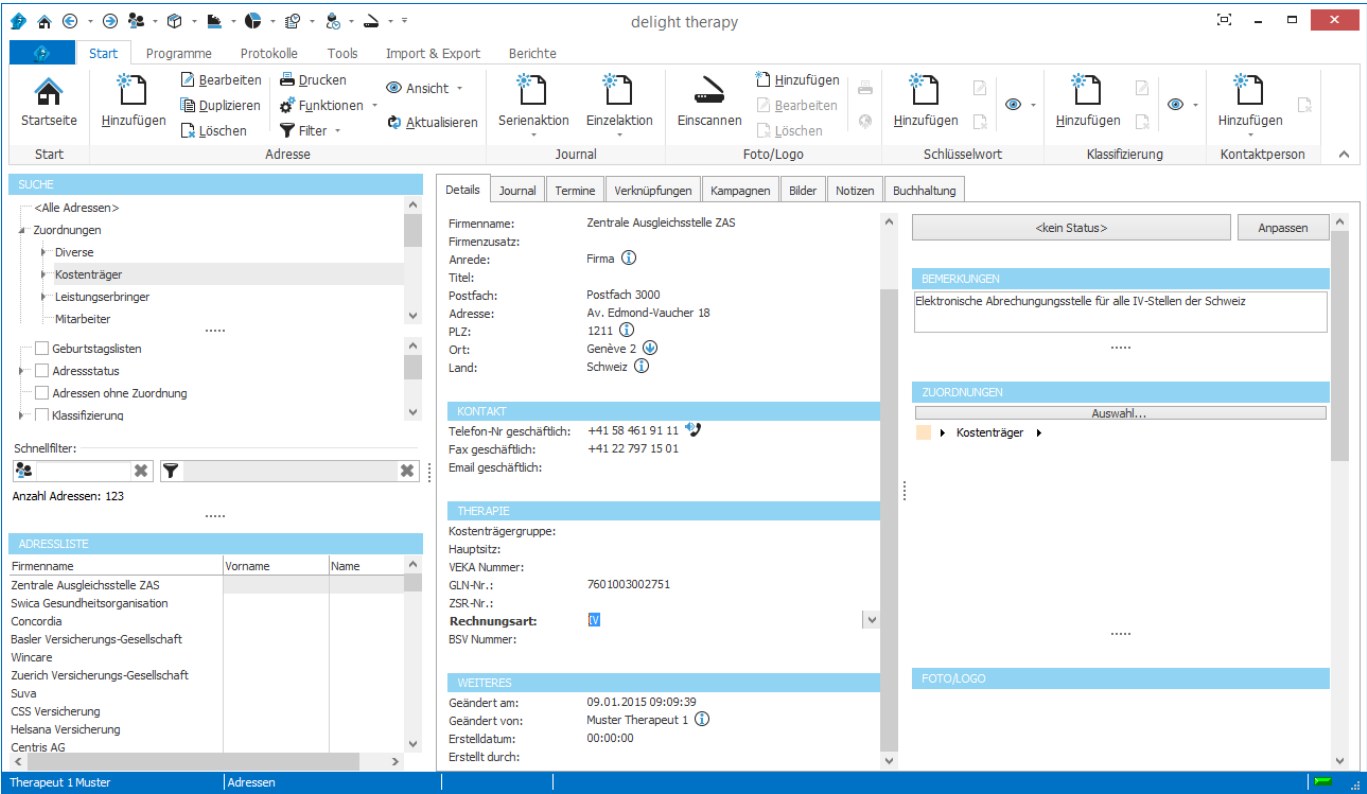 delight therapy
Start Programme Protokolle Tools Import & Export Berichte
Startseite
Hinzufügen
Bearbeiten
Duplizieren
Löschen
Drucken
Funktionen
Filter
Ansicht
Aktualisieren
Serienaktion
Einzelaktion
Einscannen
Hinzufügen
Bearbeiten
Löschen
Hinzufügen
Hinzufügen
Hinzufügen
Start Adresse Journal Foto/Logo Schlüsselwort Klassifizierung Kontaktperson
SUCHE
<Alle Adressen>
Zuordnungen
Diverse
Kostenträger
Leistungserbringer
Mitarbeiter
.....
Geburtstagslisten
Adressstatus
Adressen ohne Zuordnung
Klassifizierung
Schnellfilter:
Anzahl Adressen: 123
.....
ADRESSLISTE
Firmenname Vorname Name
Zentrale Ausgleichsstelle ZAS
Swica Gesundheitsorganisation
Concordia
Basler Versicherungs-Gesellschaft
Wincare
Zuerich Versicherungs-Gesellschaft
Suva
CSS Versicherung
Helsana Versicherung
Centris AG
Details Journal Termine Verknüpfungen Kampagnen Bilder Notizen Buchhaltung
Firmenname: Zentrale Ausgleichsstelle ZAS
Firmenzusatz:
Anrede: Firma
Titel:
Postfach: Postfach 3000
Adresse: Av. Edmond-Vaucher 18
PLZ: 1211
Ort: Genève 2
Land: Schweiz
KONTAKT
Telefon-Nr geschäftlich: +41 58 461 91 11
Fax geschäftlich: +41 22 797 15 01
Email geschäftlich:
THERAPIE
Kostenträgergruppe:
Hauptsitz:
VEKA Nummer:
GLN-Nr.: 7601003002751
ZSR-Nr.:
Rechnungsart: IV
BSV Nummer:
WEITERES
Geändert am: 09.01.2015 09:09:39
Geändert von: Muster Therapeut 1
Erstelldatum: 00:00:00
Erstellt durch:
<kein Status> Anpassen
BEMERKUNGEN
Elektronische Abrechungungsstelle für alle IV-Stellen der Schweiz
.....
ZUORDNUNGEN
Auswahl...
Kostenträger
.....
FOTO/LOGO
Therapeut 1 Muster Adressen